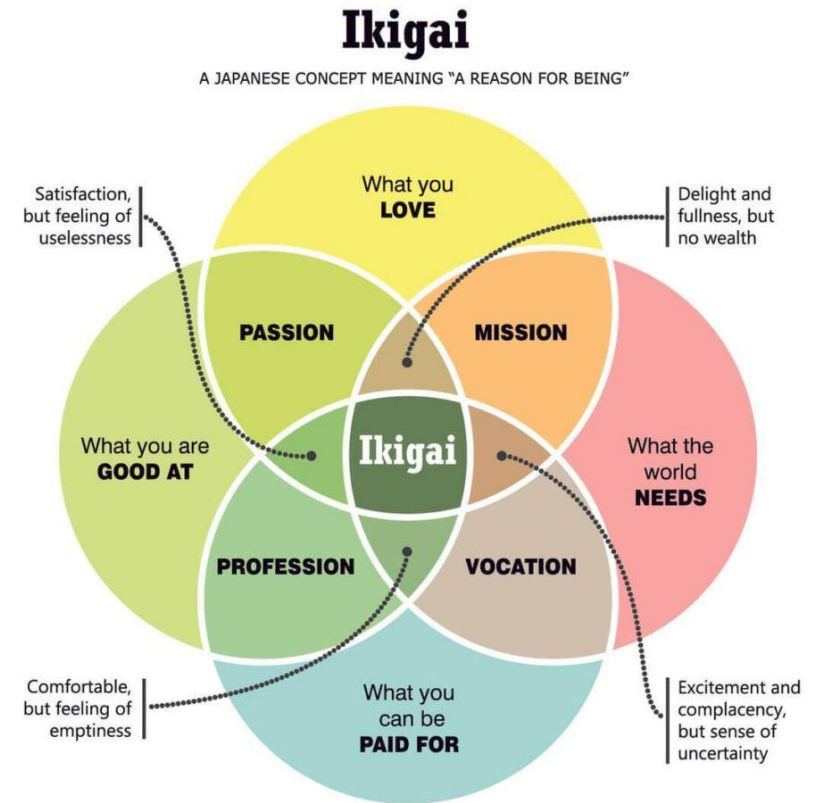 Ikigai
A JAPANESE CONCEPT MEANING "A REASON FOR BEING"
What you
LOVE
Satisfaction,
but feeling of
uselessness
Delight and
fullness, but
no wealth
PASSION
MISSION
What you are
GOOD AT
Ikigai
What the
world
NEEDS
PROFESSION
VOCATION
Comfortable,
but feeling of
emptiness
What you
can be
PAID FOR
Excitement and
complacency,
but sense of
uncertainty